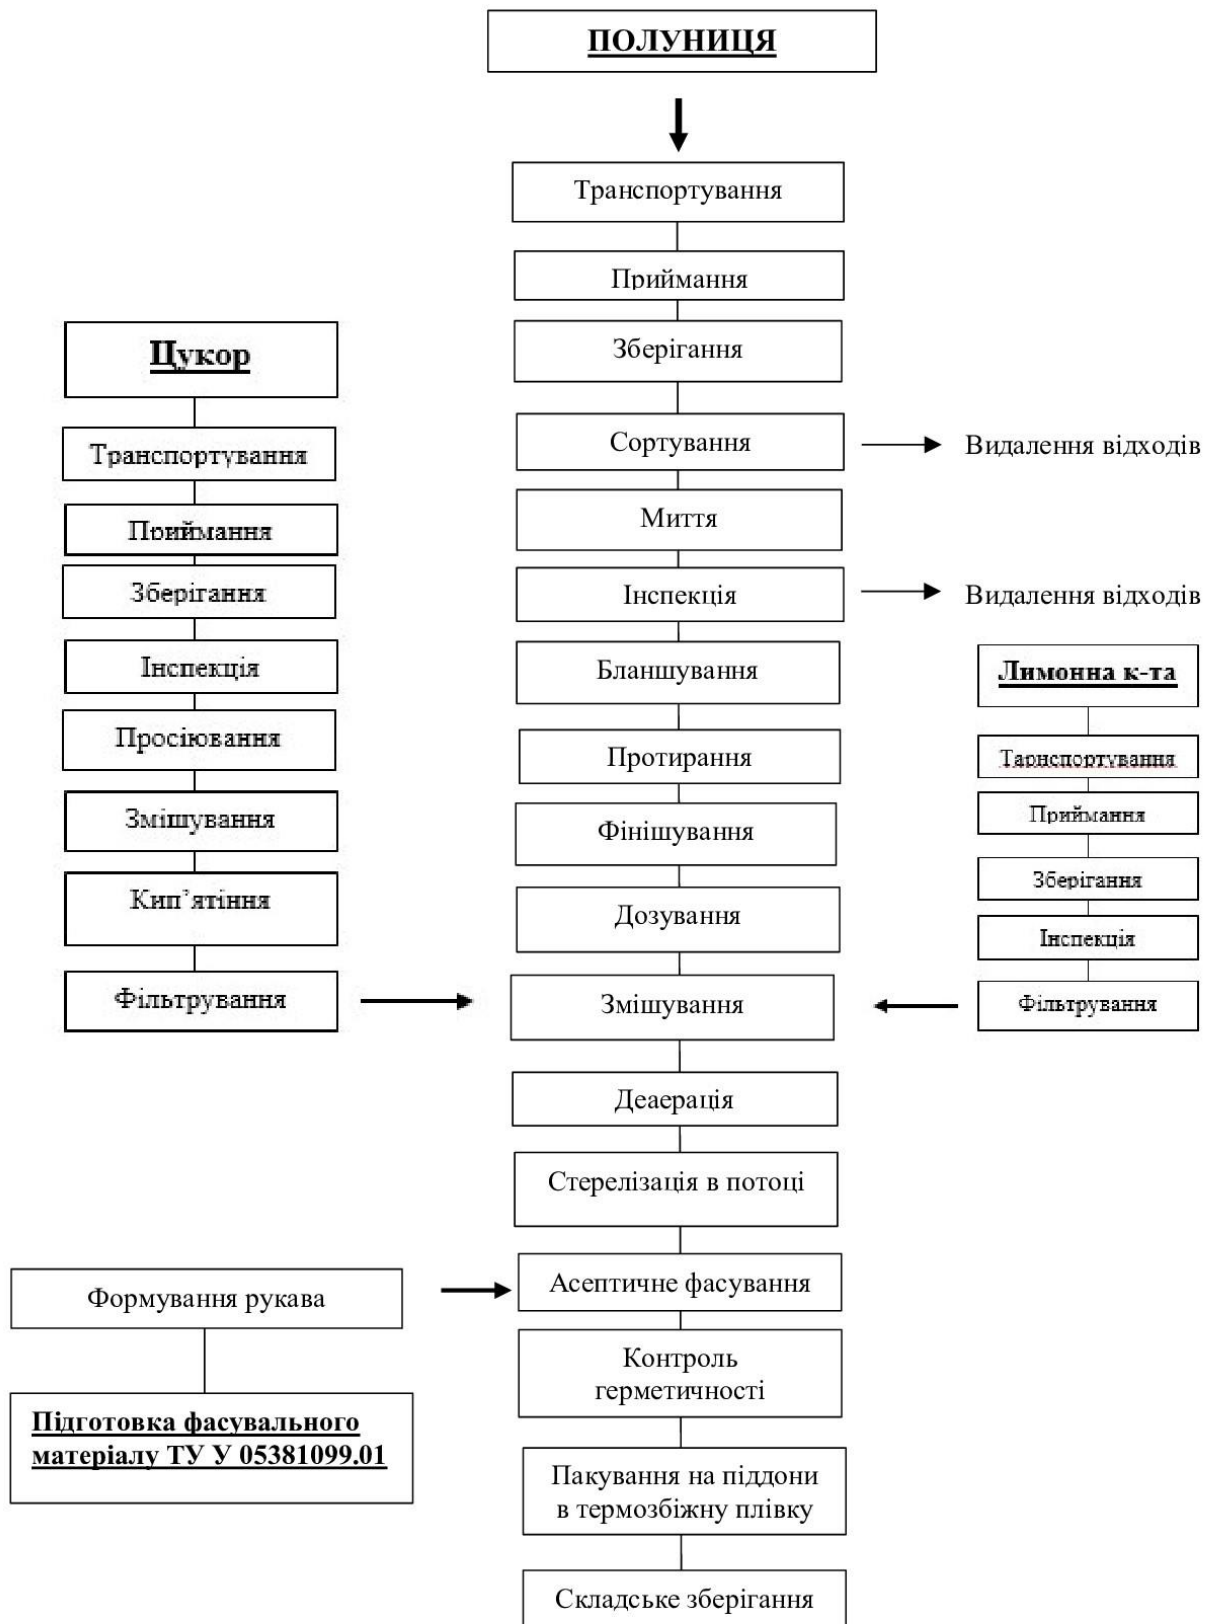 ПОЛУНИЦЯ
Транспортування
Приймання
Зберігання
Сортування
Видалення відходів
Миття
Інспекція
Видалення відходів
Бланшування
Протирання
Фінішування
Дозування
Змішування
Деаерація
Стерелізація в потоці
Асептичне фасування
Контроль
герметичності
Пакування на піддони
в термозбіжну плівку
Складське зберігання
Цукор
Транспортування
Приймання
Зберігання
Інспекція
Просіювання
Змішування
Кип’ятіння
Фільтрування
Лимонна к-та
Тарнспортування
Приймання
Зберігання
Інспекція
Фільтрування
Формування рукава
Підготовка фасувального
матеріалу ТУ У 05381099.01